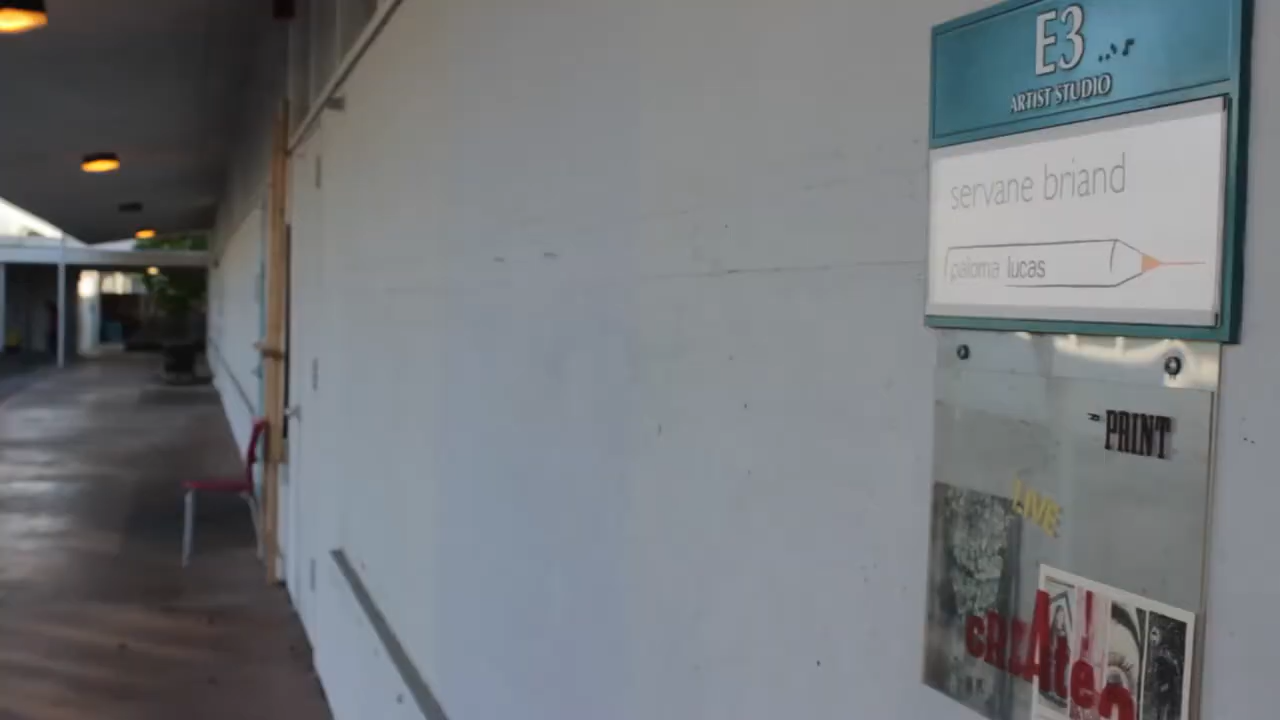 E3
ARTIST STUDIO
servane briand
paloma lucas
PRINT
LIVE
CREAte?